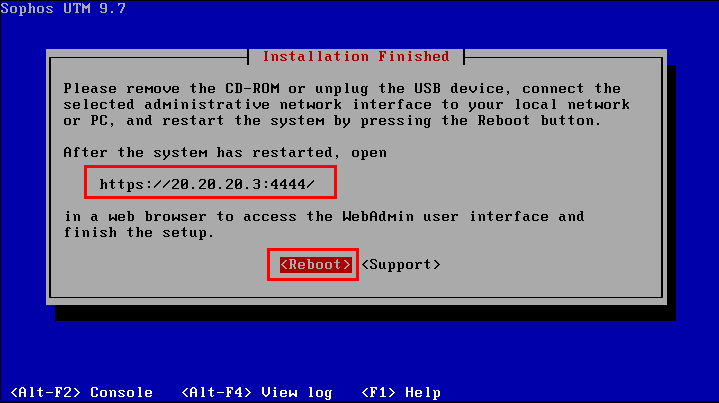 Sophos UTM 9.7
Installation Finished
Please remove the CD-ROM or unplug the USB device, connect the
selected administrative network interface to your local network
or PC, and restart the system by pressing the Reboot button.
After the system has restarted, open
https://20.20.20.3:4444/
in a web browser to access the WebAdmin user interface and
finish the setup.
<Reboot> <Support>
<Alt-F2> Console <Alt-F4> View log <F1> Help